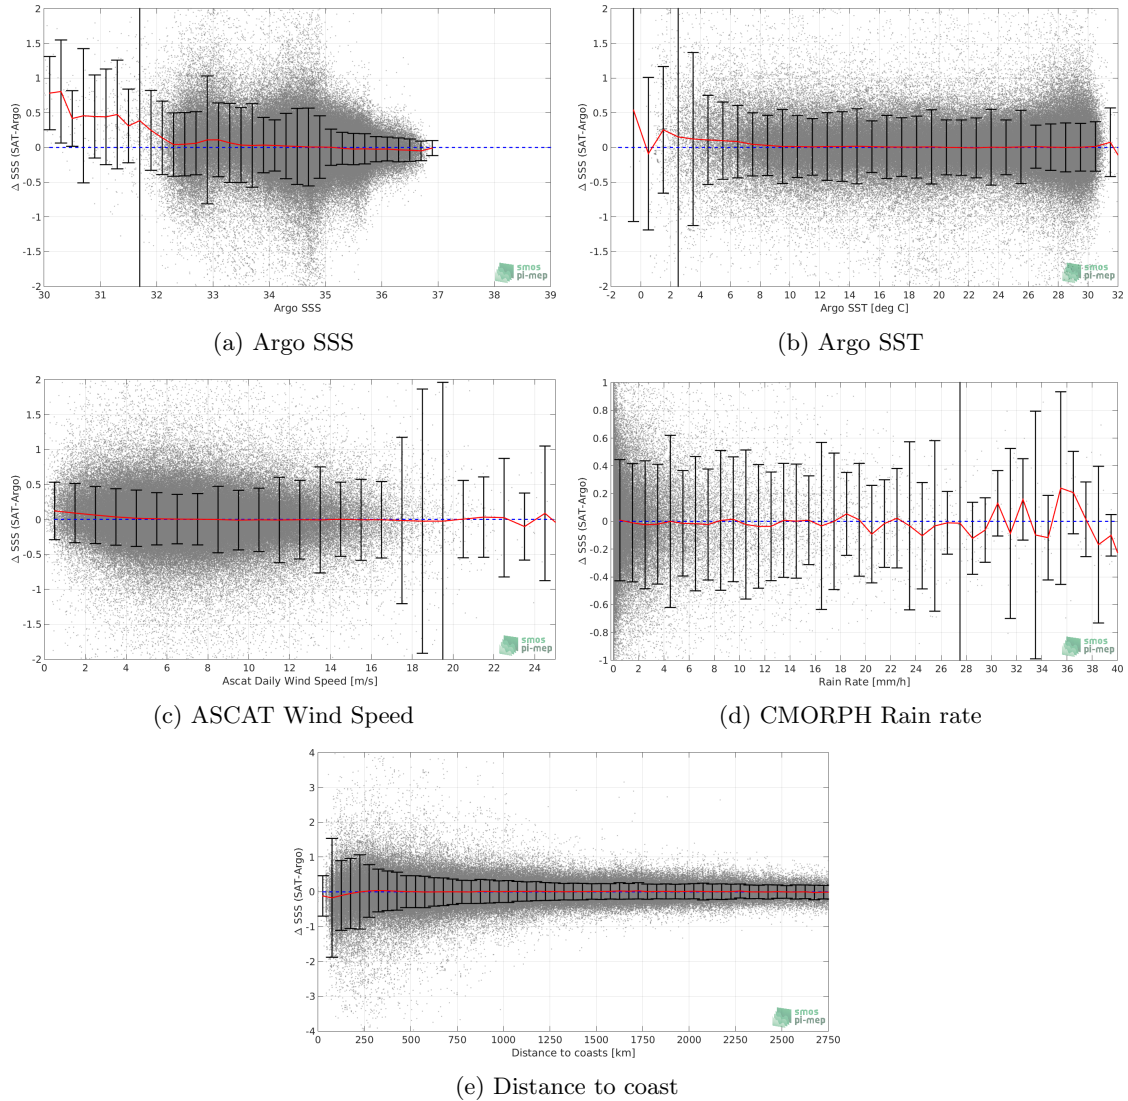 2
1.5
1
0.5
0
-0.5
-1
-1.5
-2
Δ SSS (SAT-Argo)
30 31 32 33 34 35 36 37 38 39
Argo SSS
smos
pi-mep
(a) Argo SSS
2
1.5
1
0.5
0
-0.5
-1
-1.5
-2
Δ SSS (SAT-Argo)
-2 0 2 4 6 8 10 12 14 16 18 20 22 24 26 28 30 32
Argo SST [deg C]
smos
pi-mep
(b) Argo SST
2
1.5
1
0.5
0
-0.5
-1
-1.5
-2
Δ SSS (SAT-Argo)
0 2 4 6 8 10 12 14 16 18 20 22 24
Ascat Daily Wind Speed [m/s]
smos
pi-mep
(c) ASCAT Wind Speed
1
0.8
0.6
0.4
0.2
0
-0.2
-0.4
-0.6
-0.8
-1
Δ SSS (SAT-Argo)
0 2 4 6 8 10 12 14 16 18 20 22 24 26 28 30 32 34 36 38 40
Rain Rate [mm/h]
smos
pi-mep
(d) CMORPH Rain rate
4
3
2
1
0
-1
-2
-3
-4
Δ SSS (SAT-Argo)
0 250 500 750 1000 1250 1500 1750 2000 2250 2500 2750
Distance to coasts [km]
smos
pi-mep
(e) Distance to coast